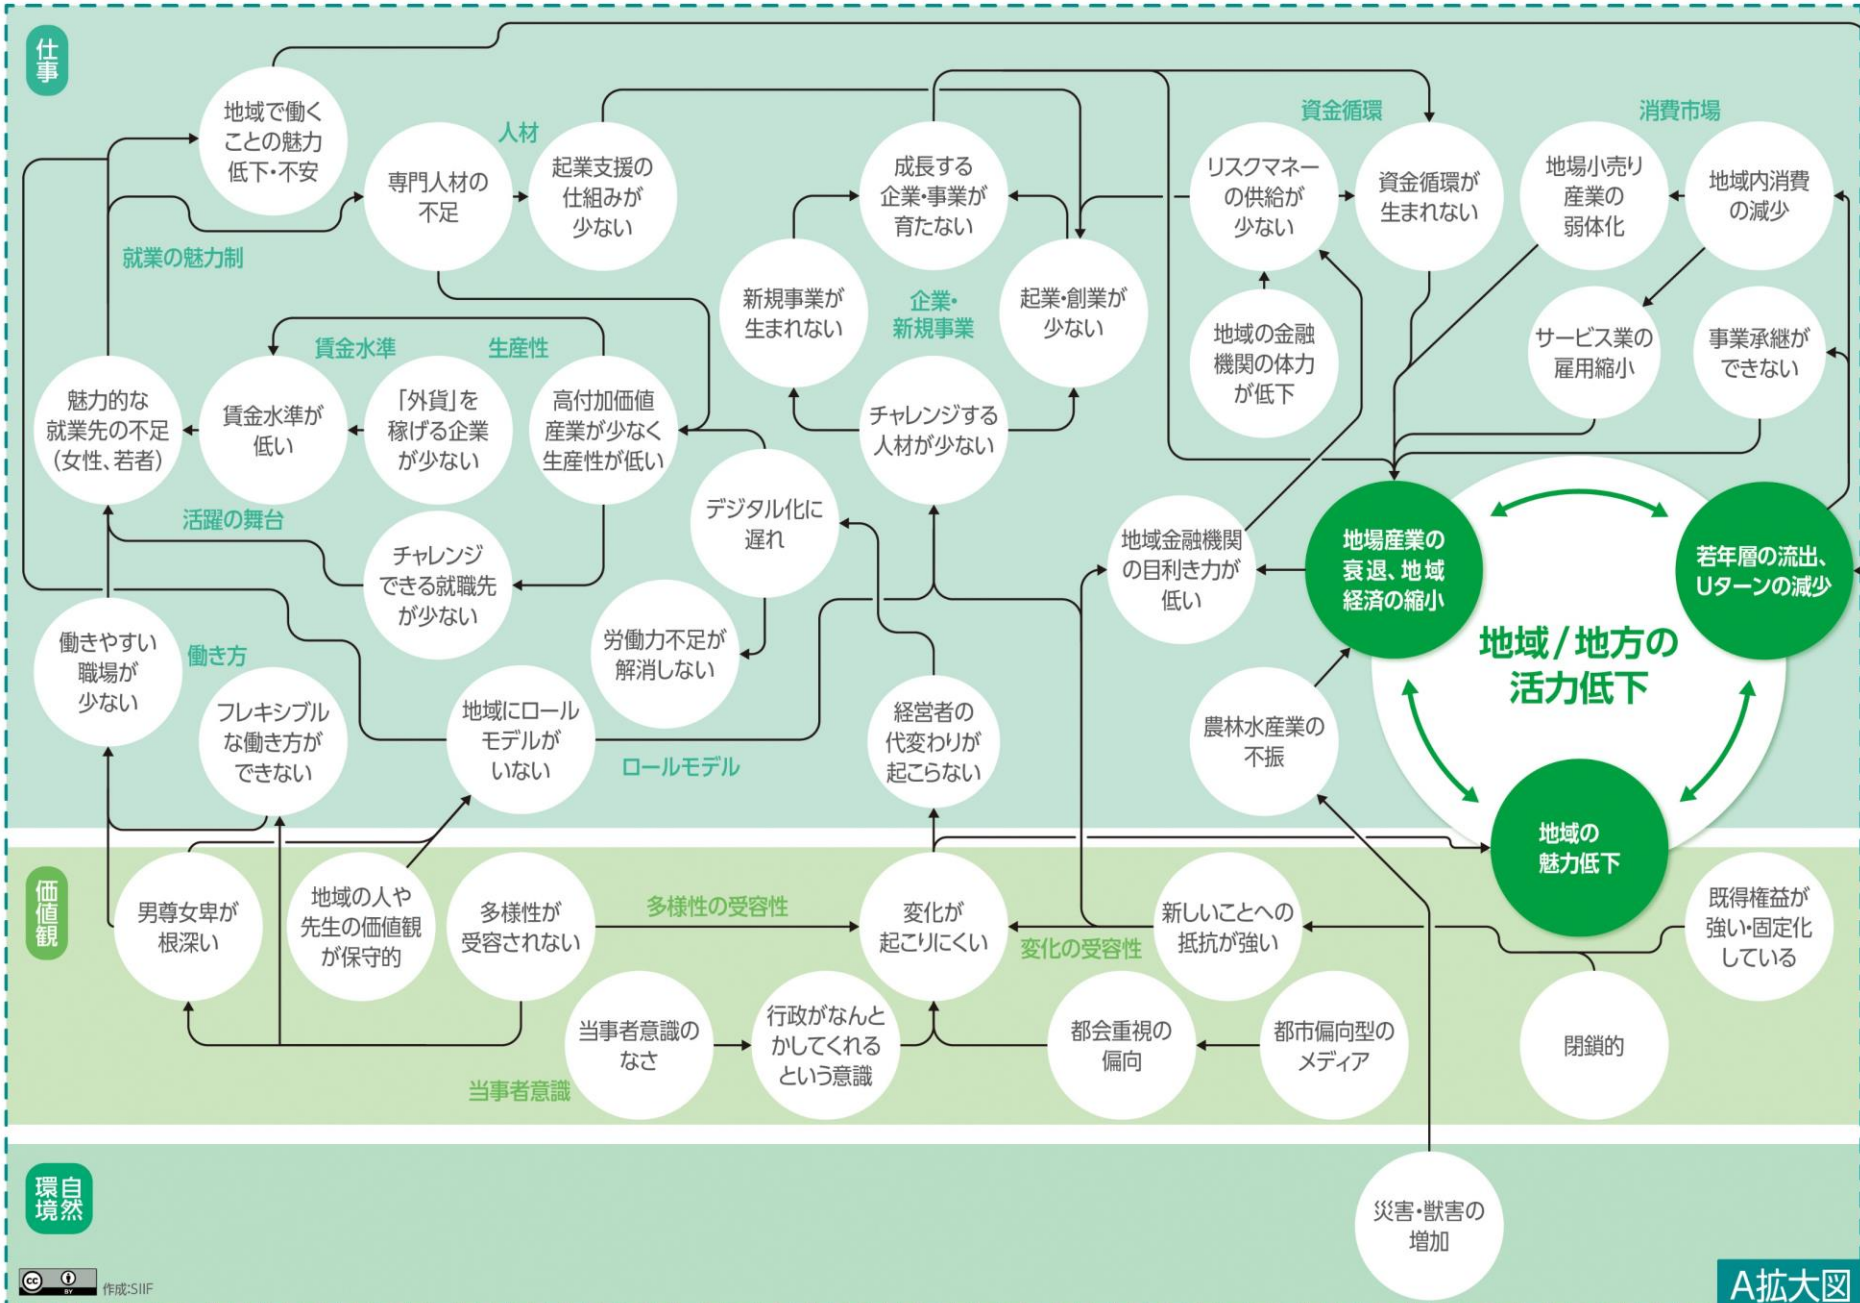 仕事
地域で働く
ことの魅力
低下・不安
専門人材の
不足
人材
起業支援の
仕組みが
少ない
成長する
企業・事業が
育たない
リスクマネー
の供給が
少ない
資金循環
資金循環が
生まれない
消費市場
地場小売り
産業の
弱体化
地域内消費
の減少
就業の魅力制
新規事業が
生まれない
企業・
新規事業
起業・創業が
少ない
地域の金融
機関の体力
が低下
サービス業の
雇用縮小
事業承継が
できない
賃金水準
生産性
魅力的な
就業先の不足
(女性、若者)
賃金水準が
低い
「外貨」を
稼げる企業
が少ない
高付加価値
産業が少なく
生産性が低い
チャレンジする
人材が少ない
活躍の舞台
チャレンジ
できる就職先
が少ない
デジタル化に
遅れ
地域金融機関
の目利き力が
低い
地場産業の
衰退、地域
経済の縮小
若年層の流出、
Uターンの減少
地域/地方の
活力低下
働きやすい
職場が
少ない
働き方
フレキシブル
な働き方が
できない
地域にロール
モデルが
いない
労働力不足が
解消しない
ロールモデル
経営者の
代変わりが
起こらない
農林水産業の
不振
地域の
魅力低下
価値観
男尊女卑が
根深い
地域の人や
先生の価値観
が保守的
多様性が
受容されない
多様性の受容性
変化が
起こりにくい
変化の受容性
新しいことへの
抵抗が強い
既得権益が
強い・固定化
している
当事者意識
当事者意識の
なさ
行政がなんと
かしてくれる
という意識
都会重視の
偏向
都市偏向型の
メディア
閉鎖的
自然
環境
災害・獣害の
増加
cc
BY
作成:SIIF
A拡大図